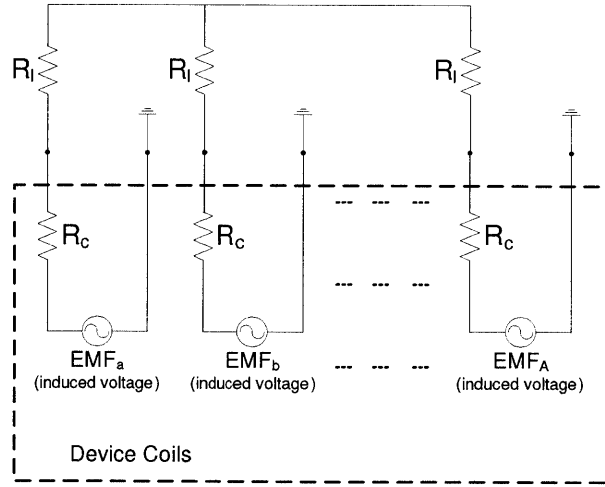 Rl Rl Rl
Rc Rc Rc
--- --- ---
--- --- ---
--- --- ---
EMFa EMFb EMFA
(induced voltage) (induced voltage) (induced voltage)
Device Coils